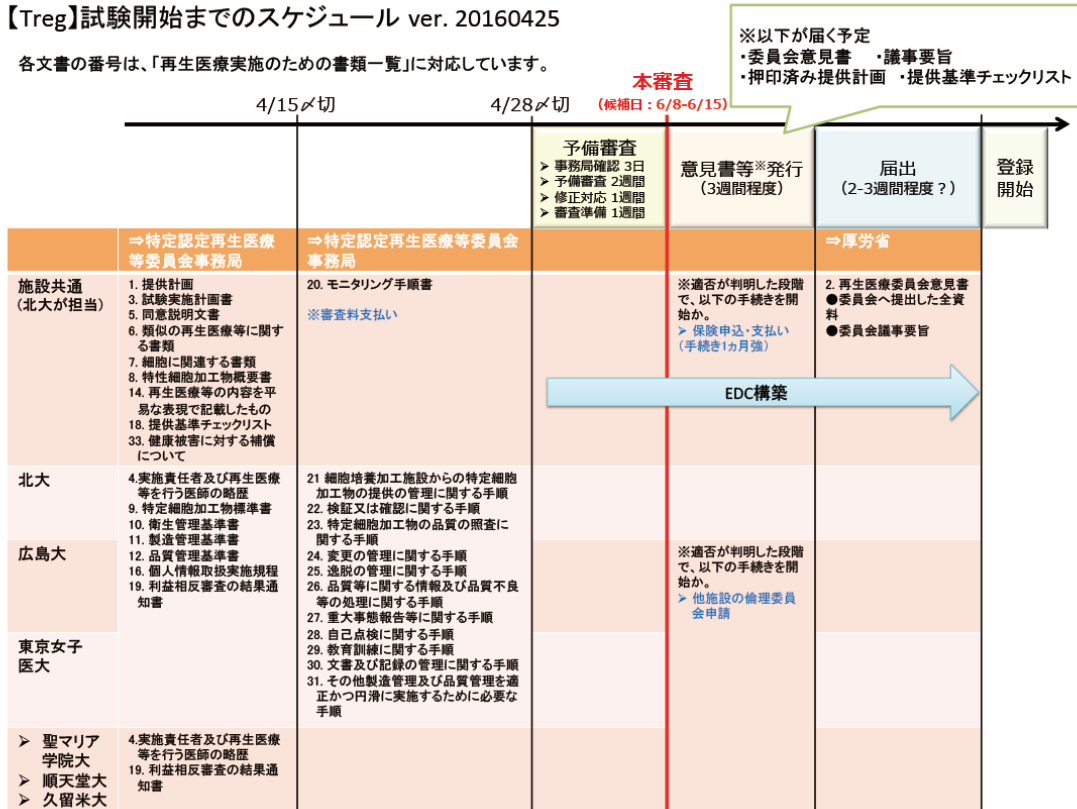 【Treg】試験開始までのスケジュール ver. 20160425
各文書の番号は、「再生医療実施のための書類一覧」に対応しています。
※以下が届く予定
・委員会意見書 ・議事要旨
・押印済み提供計画 ・提供基準チェックリスト
4/15〆切
4/28〆切
本審査
(候補日：6/8-6/15)
予備審査
➢ 事務局確認 3日
➢ 予備審査 2週間
➢ 修正対応 1週間
➢ 審査準備 1週間
意見書等※発行
(3週間程度)
届出
(2-3週間程度？)
登録
開始
⇒特定認定再生医療
等委員会事務局
⇒特定認定再生医療等委員会
事務局
⇒厚労省
施設共通
(北大が担当)
1. 提供計画
3. 試験実施計画書
5. 同意説明文書
6. 類似の再生医療等に関す
る書類
7. 細胞に関連する書類
8. 特性細胞加工物概要書
14. 再生医療等の内容を平
易な表現で記載したもの
18. 提供基準チェックリスト
33. 健康被害に対する補償
について
20. モニタリング手順書
※審査料支払い
※適否が判明した段階
で、以下の手続きを開
始か。
➢ 保険申込・支払い
(手続き1ヵ月強)
2. 再生医療委員会意見書
●委員会へ提出した全資
料
●委員会議事要旨
EDC構築
北大
4.実施責任者及び再生医療
等を行う医師の略歴
9. 特定細胞加工物標準書
10. 衛生管理基準書
11. 製造管理基準書
12. 品質管理基準書
16. 個人情報取扱実施規程
19. 利益相反審査の結果通
知書
21 細胞培養加工施設からの特定細胞
加工物の提供の管理に関する手順
22. 検証又は確認に関する手順
23. 特定細胞加工物の品質の照査に
関する手順
24. 変更の管理に関する手順
25. 逸脱の管理に関する手順
26. 品質等に関する情報及び品質不良
等の処理に関する手順
27. 重大事態報告等に関する手順
28. 自己点検に関する手順
29. 教育訓練に関する手順
30. 文書及び記録の管理に関する手順
31. その他製造管理及び品質管理を適
正かつ円滑に実施するために必要な
手順
広島大
※適否が判明した段階
で、以下の手続きを開
始か。
➢ 他施設の倫理委員
会申請
東京女子
医大
➢ 聖マリア
学院大
➢ 順天堂大
➢ 久留米大
4.実施責任者及び再生医療
等を行う医師の略歴
19. 利益相反審査の結果通
知書